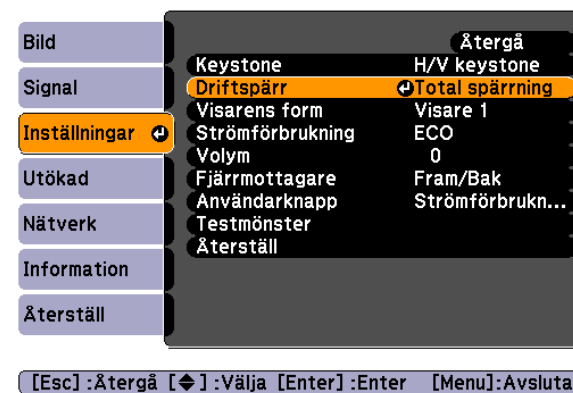 Bild
Signal
Inställningar
Utökad
Nätverk
Information
Återställ
Återgå
Keystone H/V keystone
Driftspärr Total spärrning
Visarens form Visare 1
Strömförbrukning ECO
Volym 0
Fjärrmottagare Fram/Bak
Användarknapp Strömförbrukn...
Testmönster
Återställ
[Esc] :Återgå [◆] :Välja [Enter] :Enter [Menu]:Avsluta